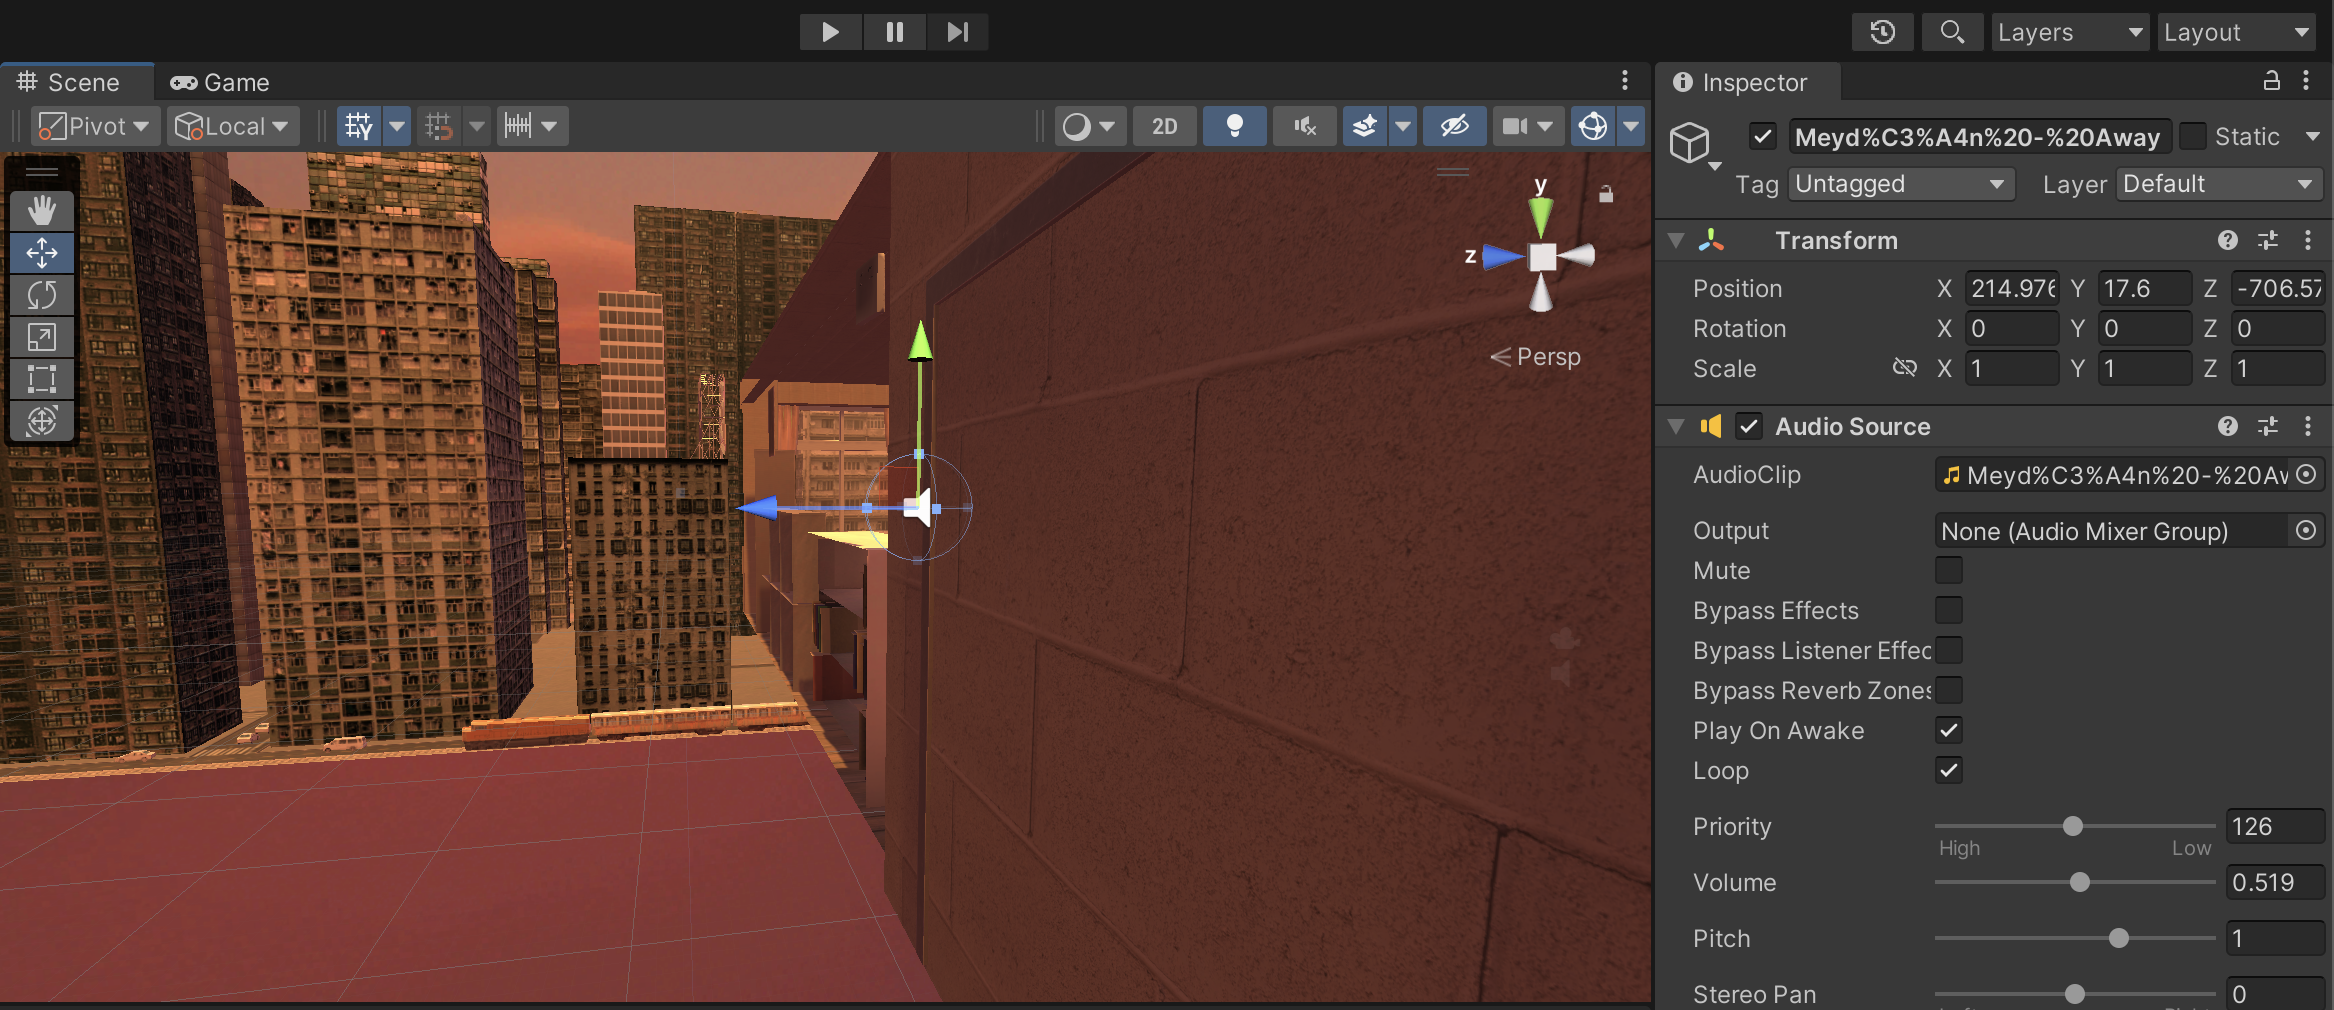 Layers
Layout
Scene
Game
Inspector
Pivot
Local
2D
Meyd%C3%A4n%20-%20Away
Static
Tag
Untagged
Layer
Default
y
z
Persp
Transform
Position X 214.976 Y 17.6 Z -706.57
Rotation X 0 Y 0 Z 0
Scale X 1 Y 1 Z 1
Audio Source
AudioClip Meyd%C3%A4n%20-%20Aw
Output None (Audio Mixer Group)
Mute
Bypass Effects
Bypass Listener Effec
Bypass Reverb Zones
Play On Awake
Loop
Priority 126
High Low
Volume 0.519
Pitch 1
Stereo Pan 0